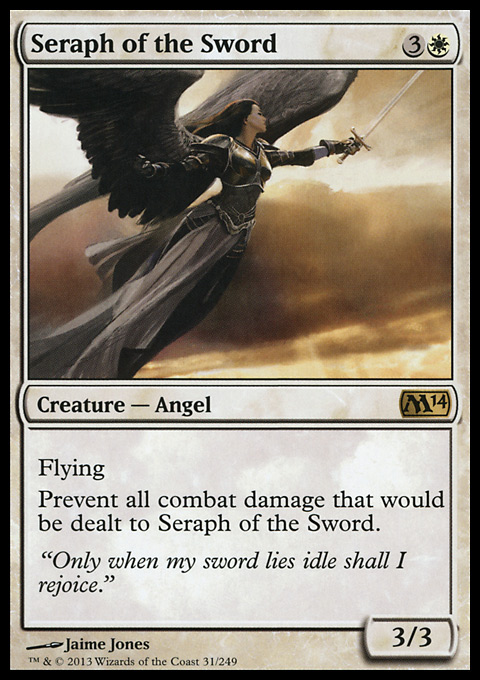 Seraph of the Sword 3
Creature — Angel M14
Flying
Prevent all combat damage that would
be dealt to Seraph of the Sword.
“Only when my sword lies idle shall I
rejoice.”
Jaime Jones
3/3
™ & © 2013 Wizards of the Coast 31/249